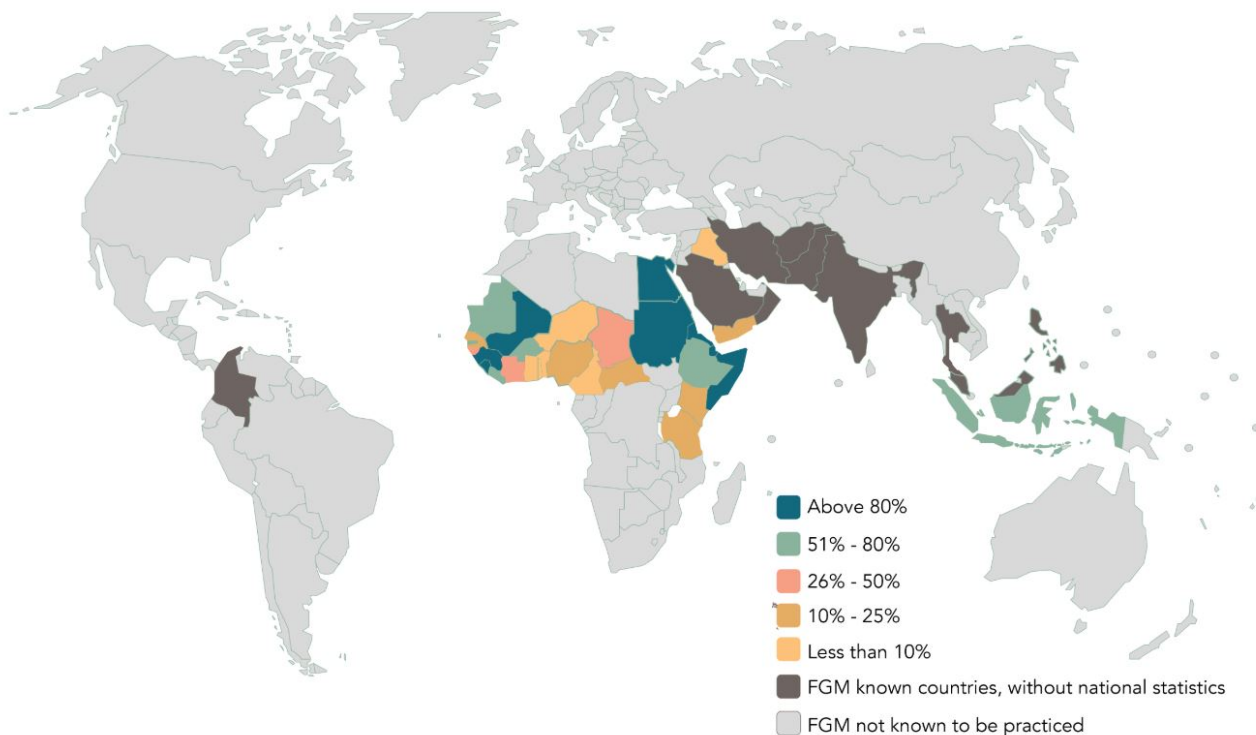 Above 80%
51% - 80%
26% - 50%
10% - 25%
Less than 10%
FGM known countries, without national statistics
FGM not known to be practiced